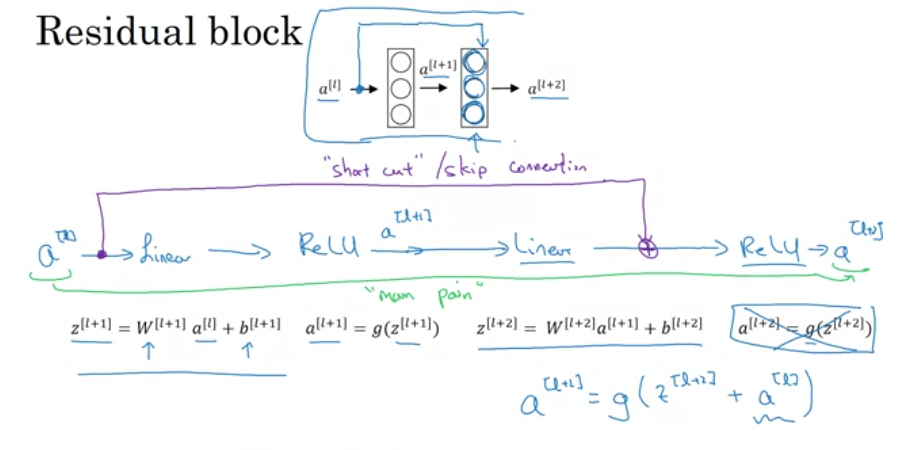 Residual block
a[l] a[l+1] a[l+2]
"short cut" /skip connection
a[l] Linear ReLU a[l+1] Linear ReLU a[l+2]
"main path"
z[l+1] = W[l+1] a[l] + b[l+1] a[l+1] = g(z[l+1]) z[l+2] = W[l+2]a[l+1] + b[l+2] a[l+2] = g(z[l+2])
a[l+2] = g(z[l+2] + a[l])